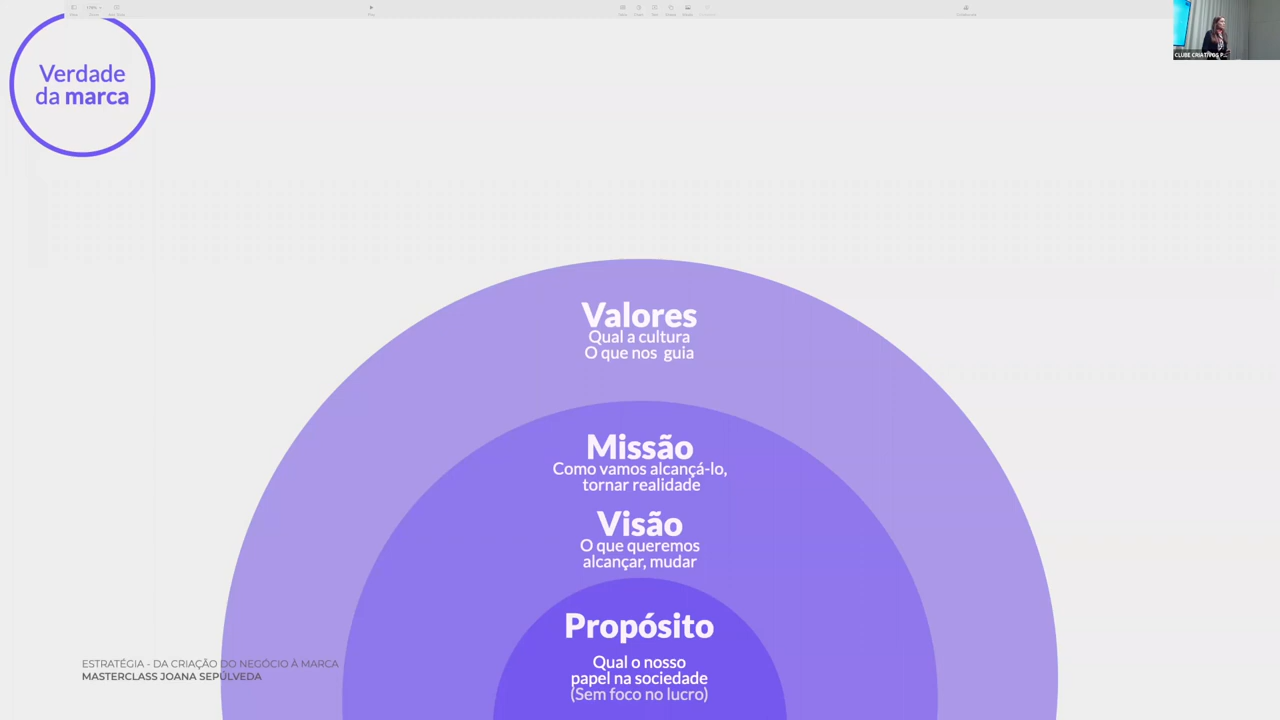 Verdade
da marca
CLUBE CRIATIVOS P...
Valores
Qual a cultura
O que nos guia
Missão
Como vamos alcançá-lo,
tornar realidade
Visão
O que queremos
alcançar, mudar
Propósito
Qual o nosso
papel na sociedade
(Sem foco no lucro)
ESTRATÉGIA - DA CRIAÇÃO DO NEGÓCIO À MARCA
MASTERCLASS JOANA SEPÚLVEDA